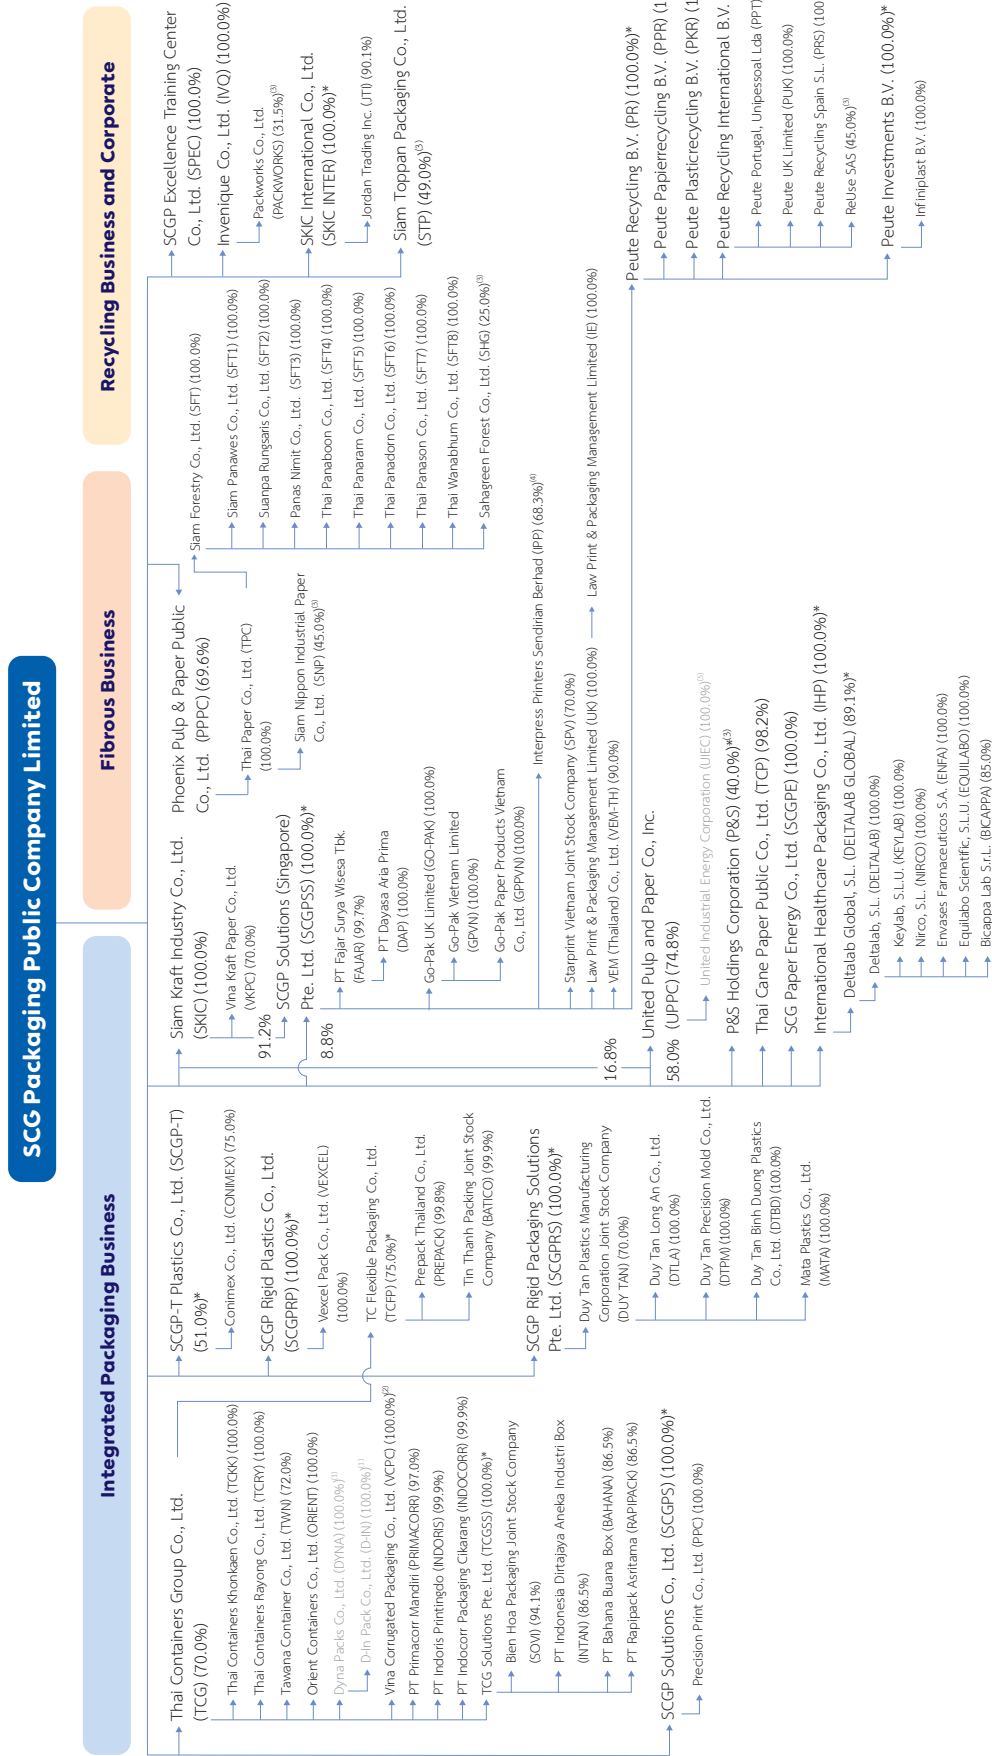 SCG Packaging Public Company Limited
Integrated Packaging Business
Fibrous Business
Recycling Business and Corporate
Thai Containers Group Co., Ltd.
(TCG) (70.0%)
Thai Containers Khonkaen Co., Ltd. (TCKK) (100.0%)
Thai Containers Rayong Co., Ltd. (TCRY) (100.0%)
Tawana Container Co., Ltd. (TWN) (72.0%)
Orient Containers Co., Ltd. (ORIENT) (100.0%)
Dyna Packs Co., Ltd. (DYNA) (100.0%)(1)
D-In Pack Co., Ltd. (D-IN) (100.0%)(1)
Vina Corrugated Packaging Co., Ltd. (VCPC) (100.0%)(2)
PT Primacorr Mandiri (PRIMACORR) (97.0%)
PT Indoris Printingdo (INDORIS) (99.9%)
PT Indocorr Packaging Cikarang (INDOCORR) (99.9%)
TCG Solutions Pte. Ltd. (TCGSS) (100.0%)*
Bien Hoa Packaging Joint Stock Company
(SOVI) (94.1%)
PT Indonesia Dirtajaya Aneka Industri Box
(INTAN) (86.5%)
PT Bahana Buana Box (BAHANA) (86.5%)
PT Rapipack Asritama (RAPIPACK) (86.5%)
SCGP Solutions Co., Ltd. (SCGPS) (100.0%)*
Precision Print Co., Ltd. (PPC) (100.0%)
SCGP-T Plastics Co., Ltd. (SCGP-T)
(51.0%)*
Conimex Co., Ltd. (CONIMEX) (75.0%)
SCGP Rigid Plastics Co., Ltd.
(SCGPRP) (100.0%)*
Vexcel Pack Co., Ltd. (VEXCEL)
(100.0%)
TC Flexible Packaging Co., Ltd.
(TCFP) (75.0%)*
Prepack Thailand Co., Ltd.
(PREPACK) (99.8%)
Tin Thanh Packing Joint Stock
Company (BATICO) (99.9%)
SCGP Rigid Packaging Solutions
Pte. Ltd. (SCGPRS) (100.0%)*
Duy Tan Plastics Manufacturing
Corporation Joint Stock Company
(DUY TAN) (70.0%)
Duy Tan Long An Co., Ltd.
(DTLA) (100.0%)
Duy Tan Precision Mold Co., Ltd.
(DTPM) (100.0%)
Duy Tan Binh Duong Plastics
Co., Ltd. (DTBD) (100.0%)
Mata Plastics Co., Ltd.
(MATA) (100.0%)
Siam Kraft Industry Co., Ltd.
(SKIC) (100.0%)
Vina Kraft Paper Co., Ltd.
(VKPC) (70.0%)
91.2%
SCGP Solutions (Singapore)
Pte. Ltd. (SCGPSS) (100.0%)*
8.8%
PT Fajar Surya Wisesa Tbk.
(FAJAR) (99.7%)
PT Dayasa Aria Prima
(DAP) (100.0%)
Go-Pak UK Limited (GO-PAK) (100.0%)
Go-Pak Vietnam Limited
(GPVN) (100.0%)
Go-Pak Paper Products Vietnam
Co., Ltd. (GPPVN) (100.0%)
Interpress Printers Sendirian Berhad (IPP) (68.3%)(4)
Starprint Vietnam Joint Stock Company (SPV) (70.0%)
Law Print & Packaging Management Limited (UK) (100.0%)
Law Print & Packaging Management Limited (IE) (100.0%)
VEM (Thailand) Co., Ltd. (VEM-TH) (90.0%)
16.8%
United Pulp and Paper Co., Inc.
58.0%
(UPPC) (74.8%)
United Industrial Energy Corporation (UIEC) (100.0%)(5)
P&S Holdings Corporation (P&S) (40.0%)*(3)
Thai Cane Paper Public Co., Ltd. (TCP) (98.2%)
SCG Paper Energy Co., Ltd. (SCGPE) (100.0%)
International Healthcare Packaging Co., Ltd. (IHP) (100.0%)*
Deltalab Global, S.L. (DELTALAB GLOBAL) (89.1%)*
Deltalab, S.L. (DELTALAB) (100.0%)
Keylab, S.L.U. (KEYLAB) (100.0%)
Nirco, S.L. (NIRCO) (100.0%)
Envases Farmaceuticos S.A. (ENFA) (100.0%)
Equilabo Scientific, S.L.U. (EQUILABO) (100.0%)
Bicappa Lab S.r.L. (BICAPPA) (85.0%)
Phoenix Pulp & Paper Public
Co., Ltd. (PPPC) (69.6%)
Thai Paper Co., Ltd. (TPC)
(100.0%)
Siam Nippon Industrial Paper
Co., Ltd. (SNP) (45.0%)(3)
Siam Forestry Co., Ltd. (SFT) (100.0%)
Siam Panawes Co., Ltd. (SFT1) (100.0%)
Suanpa Rungsaris Co., Ltd. (SFT2) (100.0%)
Panas Nimit Co., Ltd. (SFT3) (100.0%)
Thai Panaboon Co., Ltd. (SFT4) (100.0%)
Thai Panaram Co., Ltd. (SFT5) (100.0%)
Thai Panadorn Co., Ltd. (SFT6) (100.0%)
Thai Panason Co., Ltd. (SFT7) (100.0%)
Thai Wanabhum Co., Ltd. (SFT8) (100.0%)
Sahagreen Forest Co., Ltd. (SHG) (25.0%)(3)
SCGP Excellence Training Center
Co., Ltd. (SPEC) (100.0%)
Invenique Co., Ltd. (IVQ) (100.0%)
Packworks Co., Ltd.
(PACKWORKS) (31.5%)(3)
SKIC International Co., Ltd.
(SKIC INTER) (100.0%)*
Jordan Trading Inc. (JTI) (90.1%)
Siam Toppan Packaging Co., Ltd.
(STP) (49.0%)(3)
Peute Recycling B.V. (PR) (100.0%)*
Peute Papierrecycling B.V. (PPR) (1
Peute Plasticrecycling B.V. (PKR) (1
Peute Recycling International B.V.
Peute Portugal, Unipessoal Lda (PPT)
Peute UK Limited (PUK) (100.0%)
Peute Recycling Spain S.L. (PRS) (100
ReUse SAS (45.0%)(3)
Peute Investments B.V. (100.0%)*
Infiniplast B.V. (100.0%)